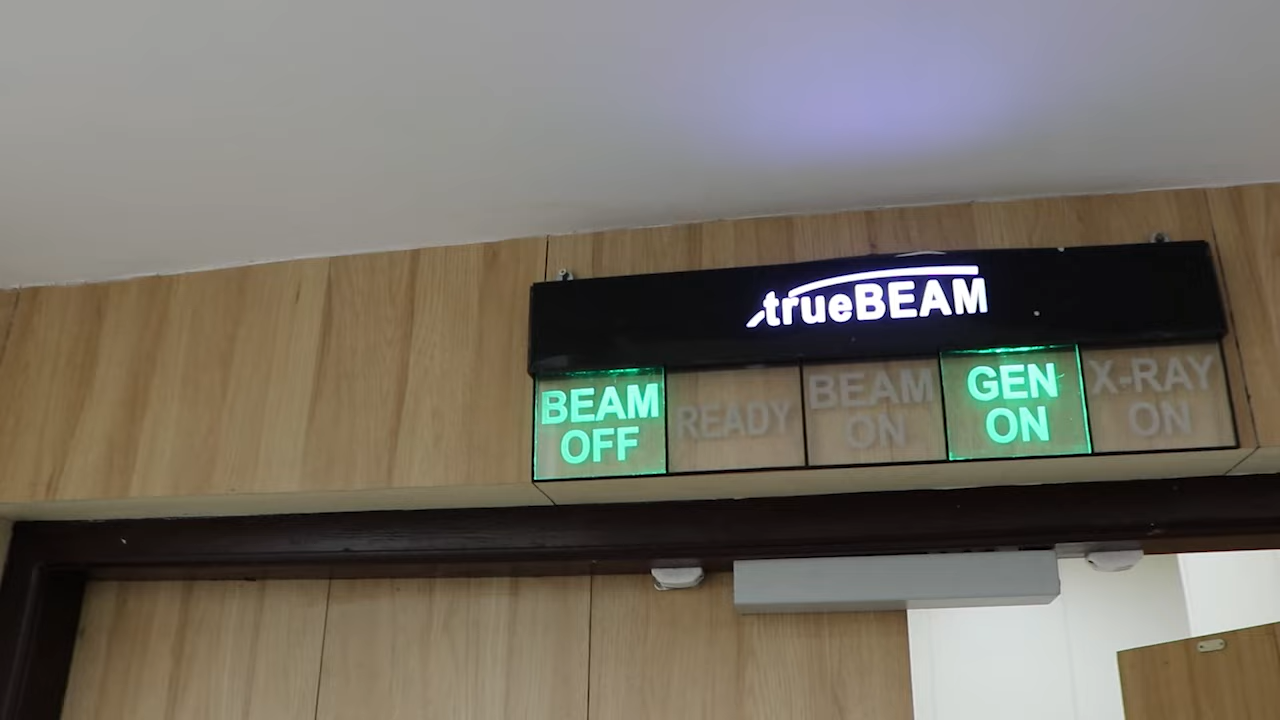 trueBEAM
BEAM OFF
READY
BEAM ON
GEN ON
X-RAY ON